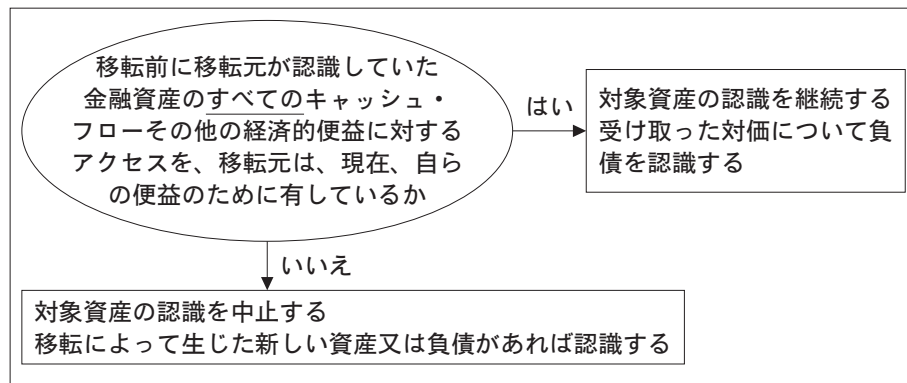 移転前に移転元が認識していた
金融資産のすべてのキャッシュ・
フローその他の経済的便益に対する
アクセスを、移転元は、現在、自ら
の便益のために有しているか
はい
対象資産の認識を継続する
受け取った対価について負
債を認識する
いいえ
対象資産の認識を中止する
移転によって生じた新しい資産又は負債があれば認識する